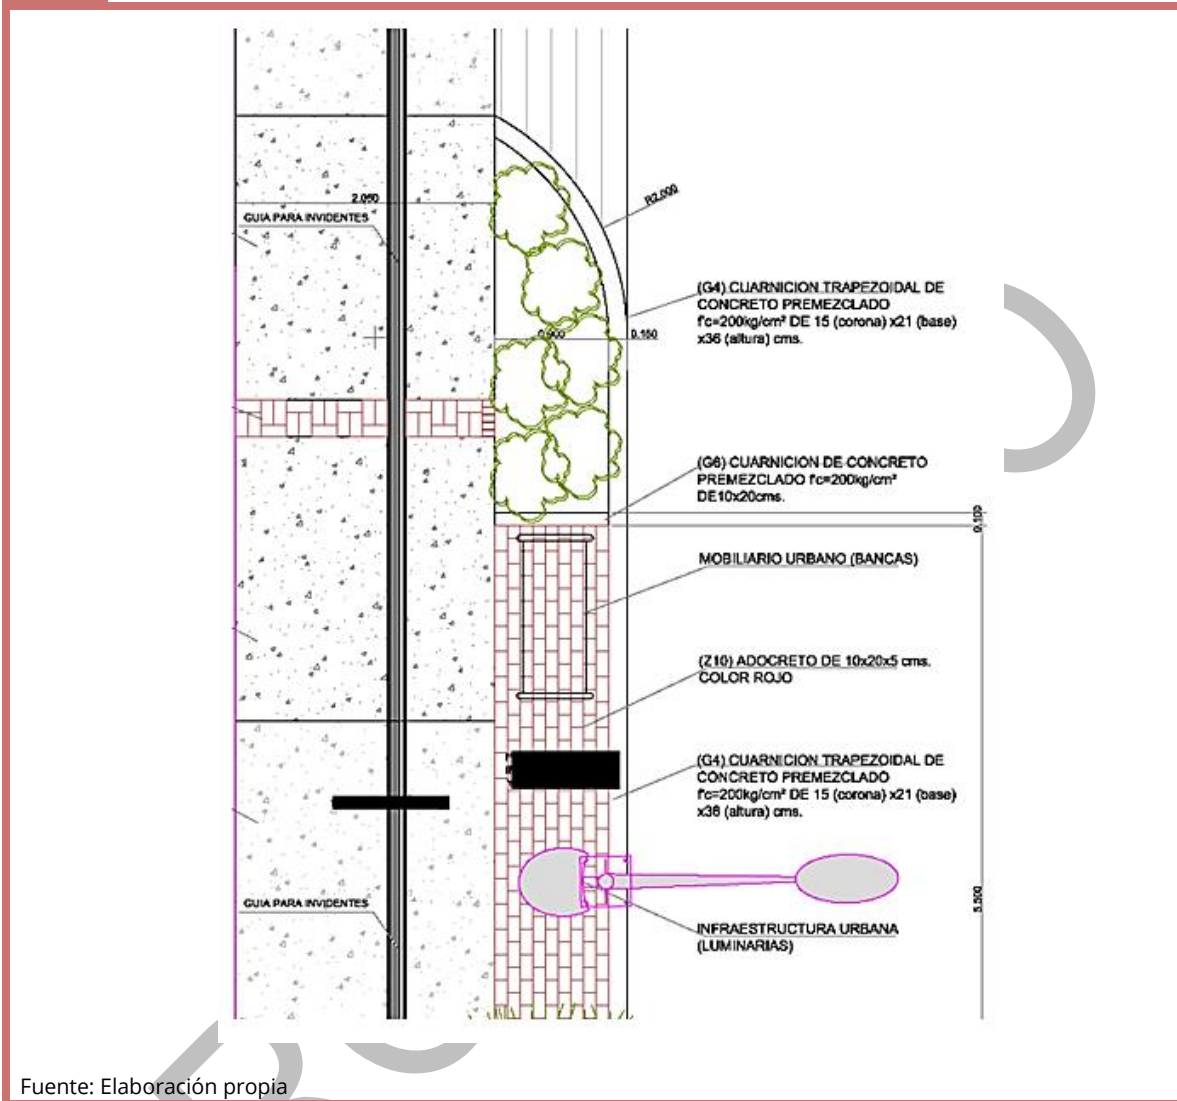 2.050
GUIA PARA INVIDENTES
R2.000
(G4) CUARNICION TRAPEZOIDAL DE
CONCRETO PREMEZCLADO
f'c=200kg/cm² DE 15 (corona) x21 (base)
x36 (altura) cms.
0.900
0.150
(G6) CUARNICION DE CONCRETO
PREMEZCLADO f'c=200kg/cm²
DE10x20cms.
0.100
MOBILIARIO URBANO (BANCAS)
(Z10) ADOCRETO DE 10x20x5 cms.
COLOR ROJO
(G4) CUARNICION TRAPEZOIDAL DE
CONCRETO PREMEZCLADO
f'c=200kg/cm² DE 15 (corona) x21 (base)
x36 (altura) cms.
GUIA PARA INVIDENTES
5.500
INFRAESTRUCTURA URBANA
(LUMINARIAS)
Fuente: Elaboración propia